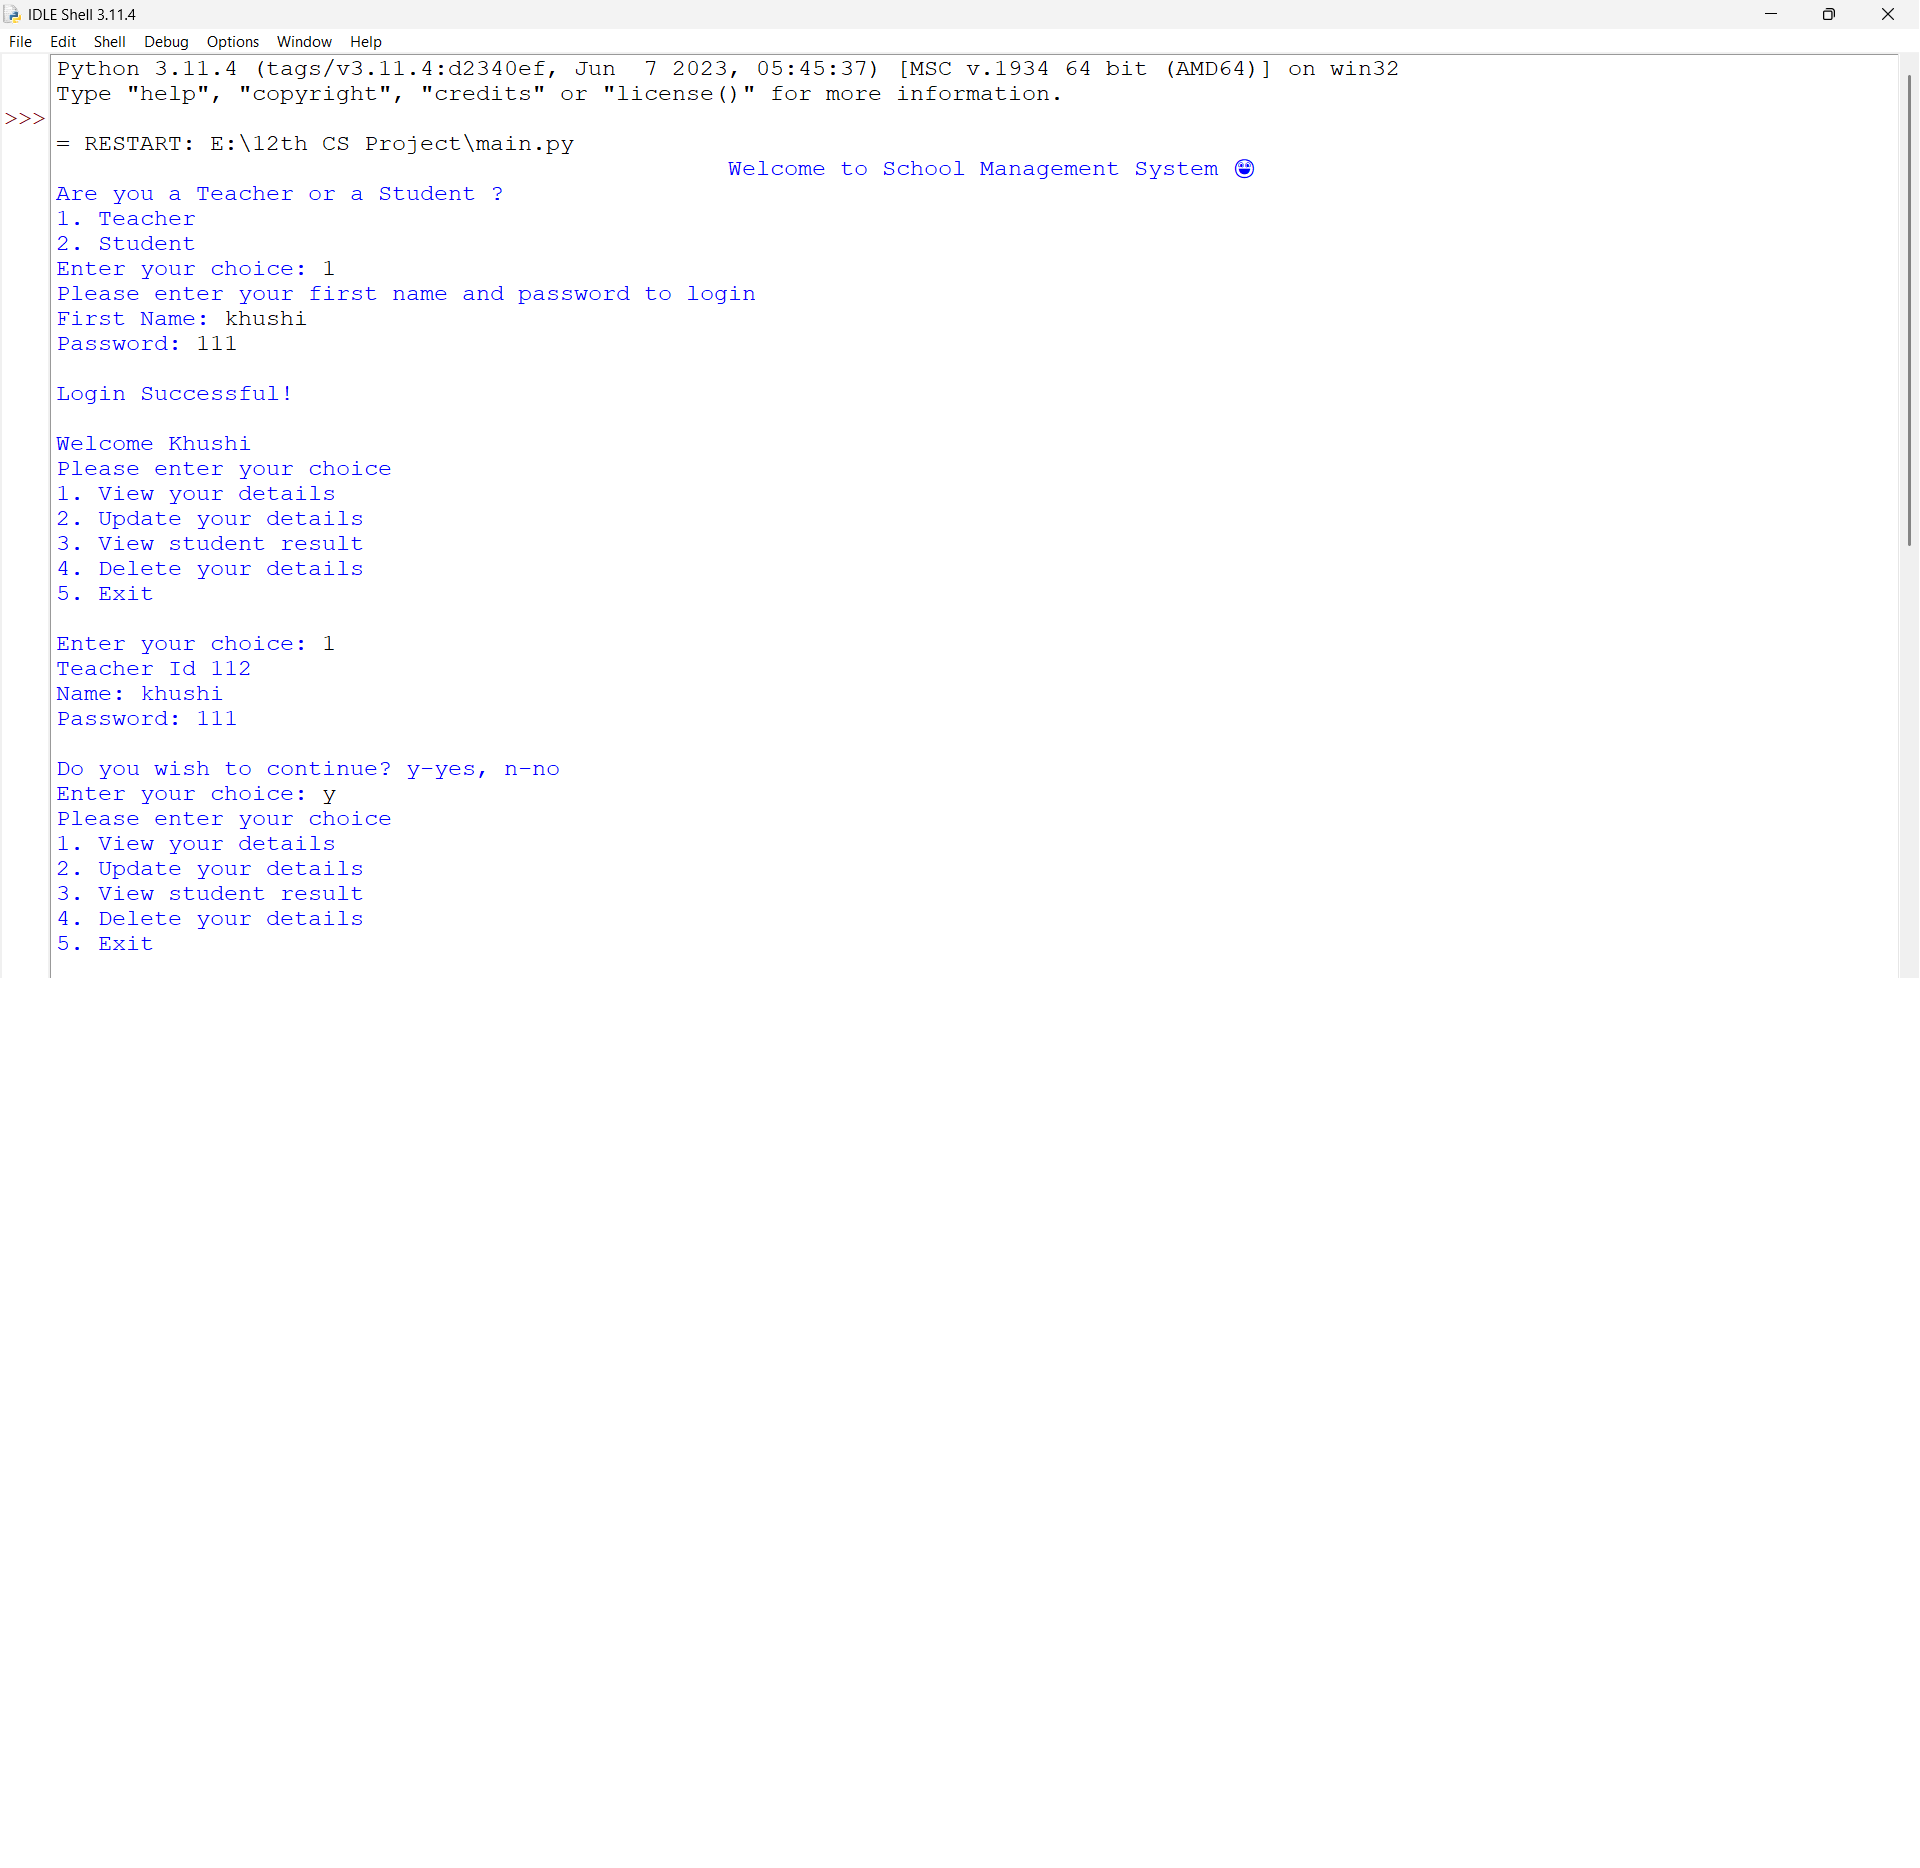 IDLE Shell 3.11.4
File Edit Shell Debug Options Window Help
Python 3.11.4 (tags/v3.11.4:d2340ef, Jun  7 2023, 05:45:37) [MSC v.1934 64 bit (AMD64)] on win32
Type "help", "copyright", "credits" or "license()" for more information.
>>>
= RESTART: E:\12th CS Project\main.py
Welcome to School Management System 😀
Are you a Teacher or a Student ?
1. Teacher
2. Student
Enter your choice: 1
Please enter your first name and password to login
First Name: khushi
Password: 111
Login Successful!
Welcome Khushi
Please enter your choice
1. View your details
2. Update your details
3. View student result
4. Delete your details
5. Exit
Enter your choice: 1
Teacher Id 112
Name: khushi
Password: 111
Do you wish to continue? y-yes, n-no
Enter your choice: y
Please enter your choice
1. View your details
2. Update your details
3. View student result
4. Delete your details
5. Exit